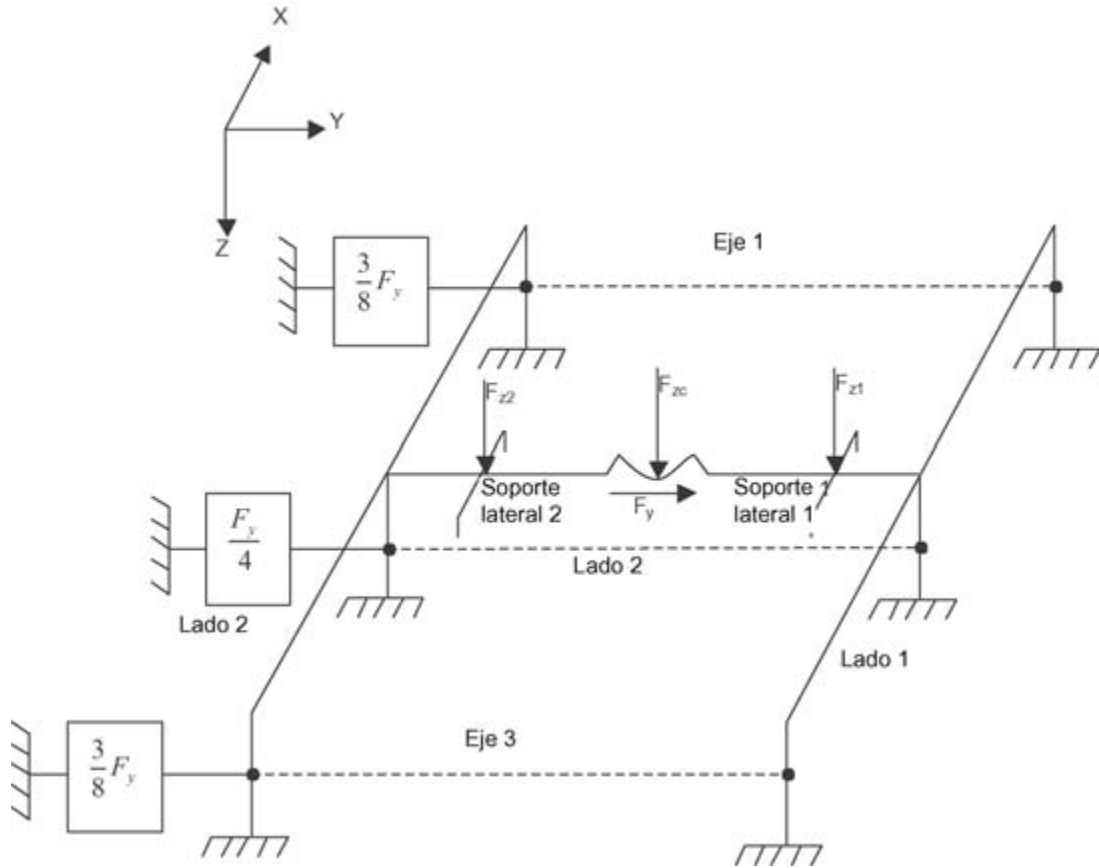 X
Y
Z
Eje 1
3/8 F_y
F_z2
F_zc
F_z1
Soporte
lateral 2
F_y
Soporte 1
lateral 1
F_y/4
Lado 2
Lado 2
Lado 1
Eje 3
3/8 F_y